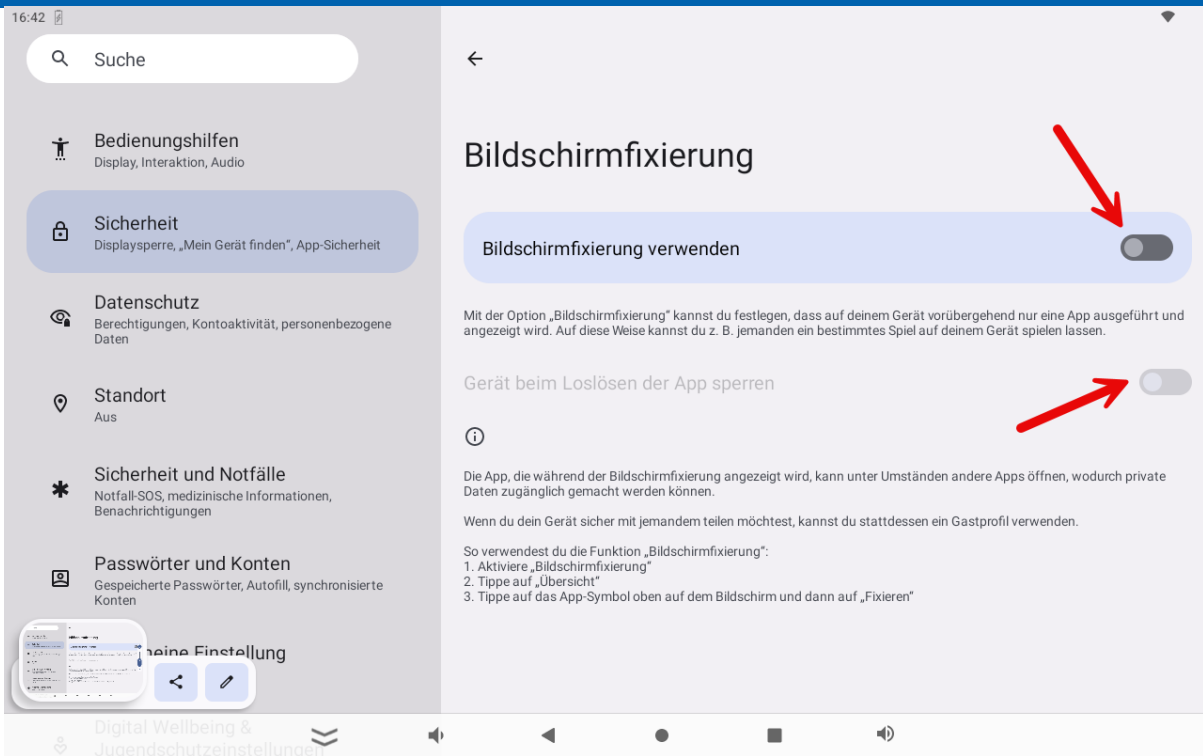 16:42
Suche
Bedienungshilfen
Display, Interaktion, Audio
Sicherheit
Displaysperre, „Mein Gerät finden“, App-Sicherheit
Datenschutz
Berechtigungen, Kontoaktivität, personenbezogene
Daten
Standort
Aus
Sicherheit und Notfälle
Notfall-SOS, medizinische Informationen,
Benachrichtigungen
Passwörter und Konten
Gespeicherte Passwörter, Autofill, synchronisierte
Konten
Einstellung
Digital Wellbeing &
Jugendschutzeinstellungen
Bildschirmfixierung
Bildschirmfixierung verwenden
Mit der Option „Bildschirmfixierung“ kannst du festlegen, dass auf deinem Gerät vorübergehend nur eine App ausgeführt und
angezeigt wird. Auf diese Weise kannst du z. B. jemanden ein bestimmtes Spiel auf deinem Gerät spielen lassen.
Gerät beim Loslösen der App sperren
Die App, die während der Bildschirmfixierung angezeigt wird, kann unter Umständen andere Apps öffnen, wodurch private
Daten zugänglich gemacht werden können.
Wenn du dein Gerät sicher mit jemandem teilen möchtest, kannst du stattdessen ein Gastprofil verwenden.
So verwendest du die Funktion „Bildschirmfixierung“:
1. Aktiviere „Bildschirmfixierung“
2. Tippe auf „Übersicht“
3. Tippe auf das App-Symbol oben auf dem Bildschirm und dann auf „Fixieren“